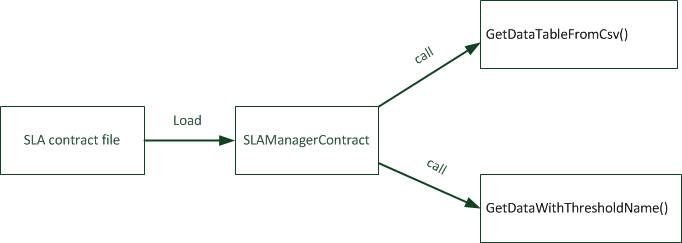 GetDataTableFromCsv()
call
Load
SLA contract file
SLAManagerContract
call
GetDataWithThresholdName()